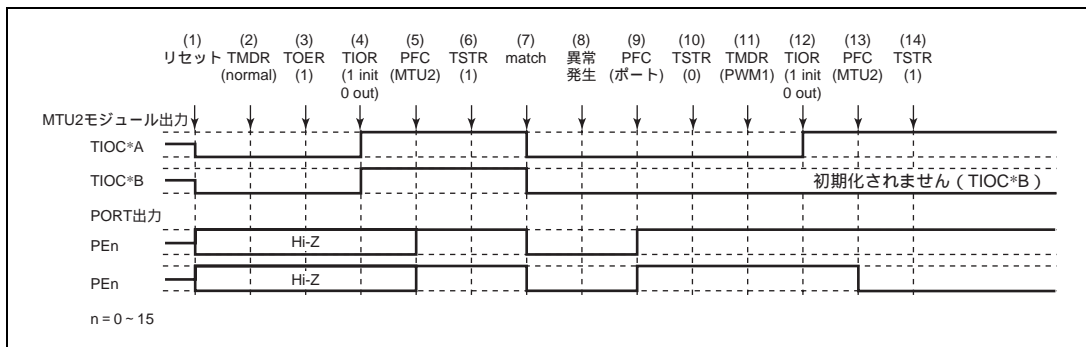 (1) (2) (3) (4) (5) (6) (7) (8) (9) (10) (11) (12) (13) (14)
リセット TMDR TOER TIOR PFC TSTR match 異常 PFC TSTR TMDR TIOR PFC TSTR
(normal) (1) (1 init (MTU2) (1) 発生 (ポート) (0) (PWM1) (1 init (MTU2) (1)
0 out) 0 out)
MTU2モジュール出力
TIOC*A
TIOC*B 初期化されません（TIOC*B）
PORT出力
PEn Hi-Z
PEn Hi-Z
n = 0 ~ 15